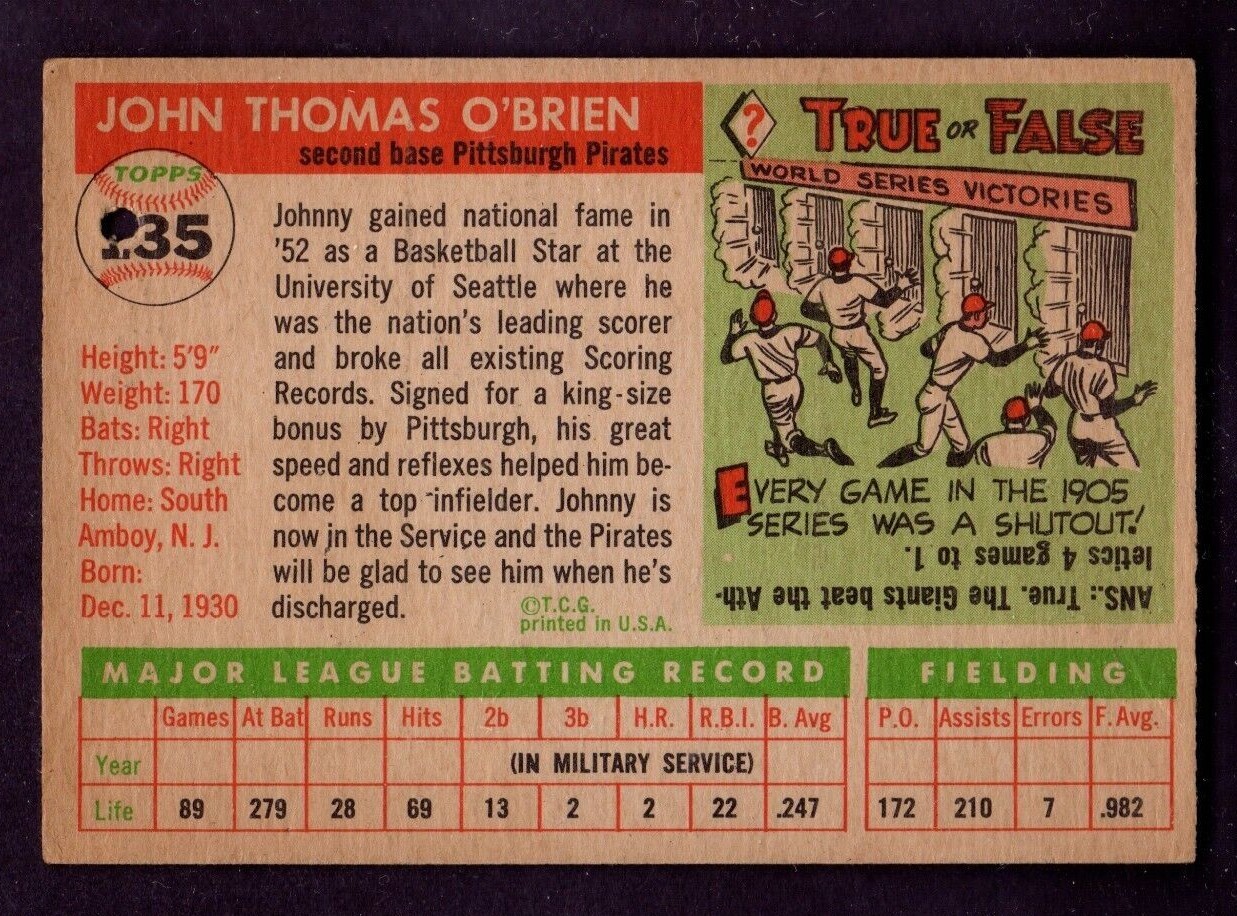 JOHN THOMAS O'BRIEN
second base Pittsburgh Pirates
TOPPS
135
Height: 5'9"
Weight: 170
Bats: Right
Throws: Right
Home: South
Amboy, N. J.
Born:
Dec. 11, 1930
Johnny gained national fame in
'52 as a Basketball Star at the
University of Seattle where he
was the nation's leading scorer
and broke all existing Scoring
Records. Signed for a king-size
bonus by Pittsburgh, his great
speed and reflexes helped him be-
come a top infielder. Johnny is
now in the Service and the Pirates
will be glad to see him when he's
discharged.
©T.C.G.
printed in U.S.A.
?
TRUE OR FALSE
WORLD SERIES VICTORIES
EVERY GAME IN THE 1905
SERIES WAS A SHUTOUT!
ANS.: True. The Giants beat the Ath-
letics 4 games to 1.
MAJOR LEAGUE BATTING RECORD
Games At Bat Runs Hits 2b 3b H.R. R.B.I. B. Avg
Year (IN MILITARY SERVICE)
Life 89 279 28 69 13 2 2 22 .247
FIELDING
P.O. Assists Errors F. Avg.
172 210 7 .982